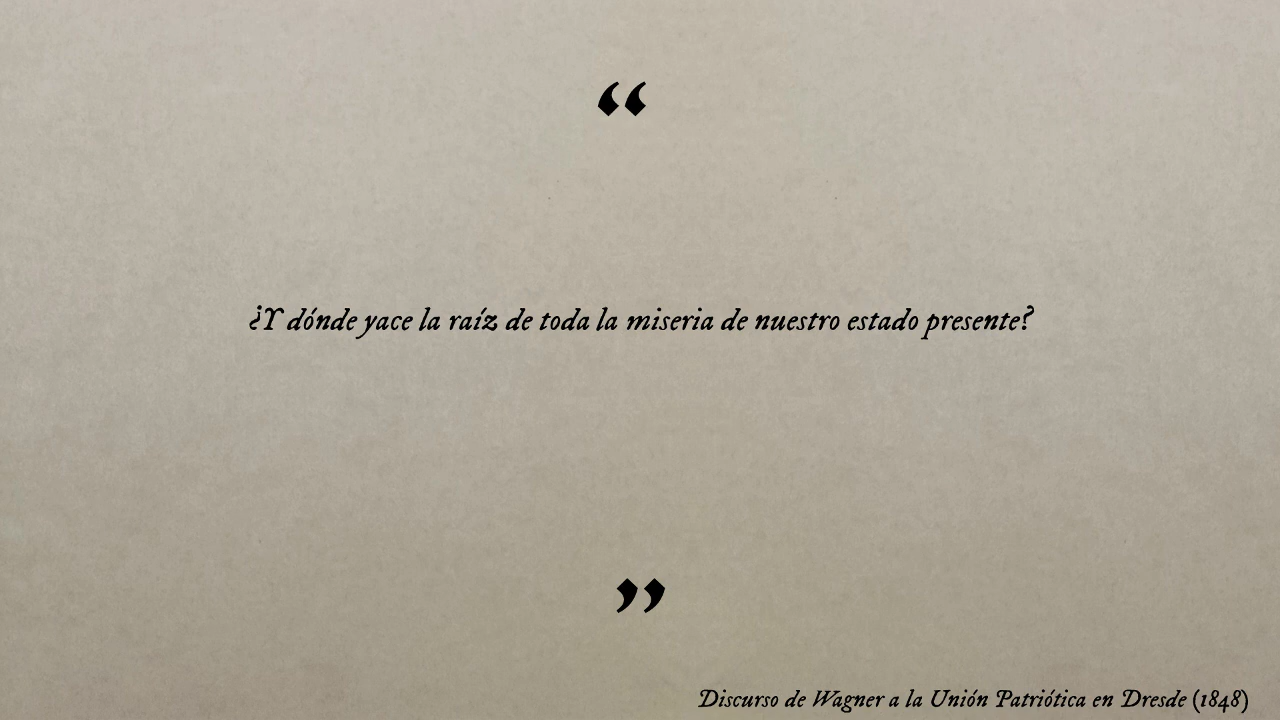 “
¿Y dónde yace la raíz de toda la miseria de nuestro estado presente?
”
Discurso de Wagner a la Unión Patriótica en Dresde (1848)